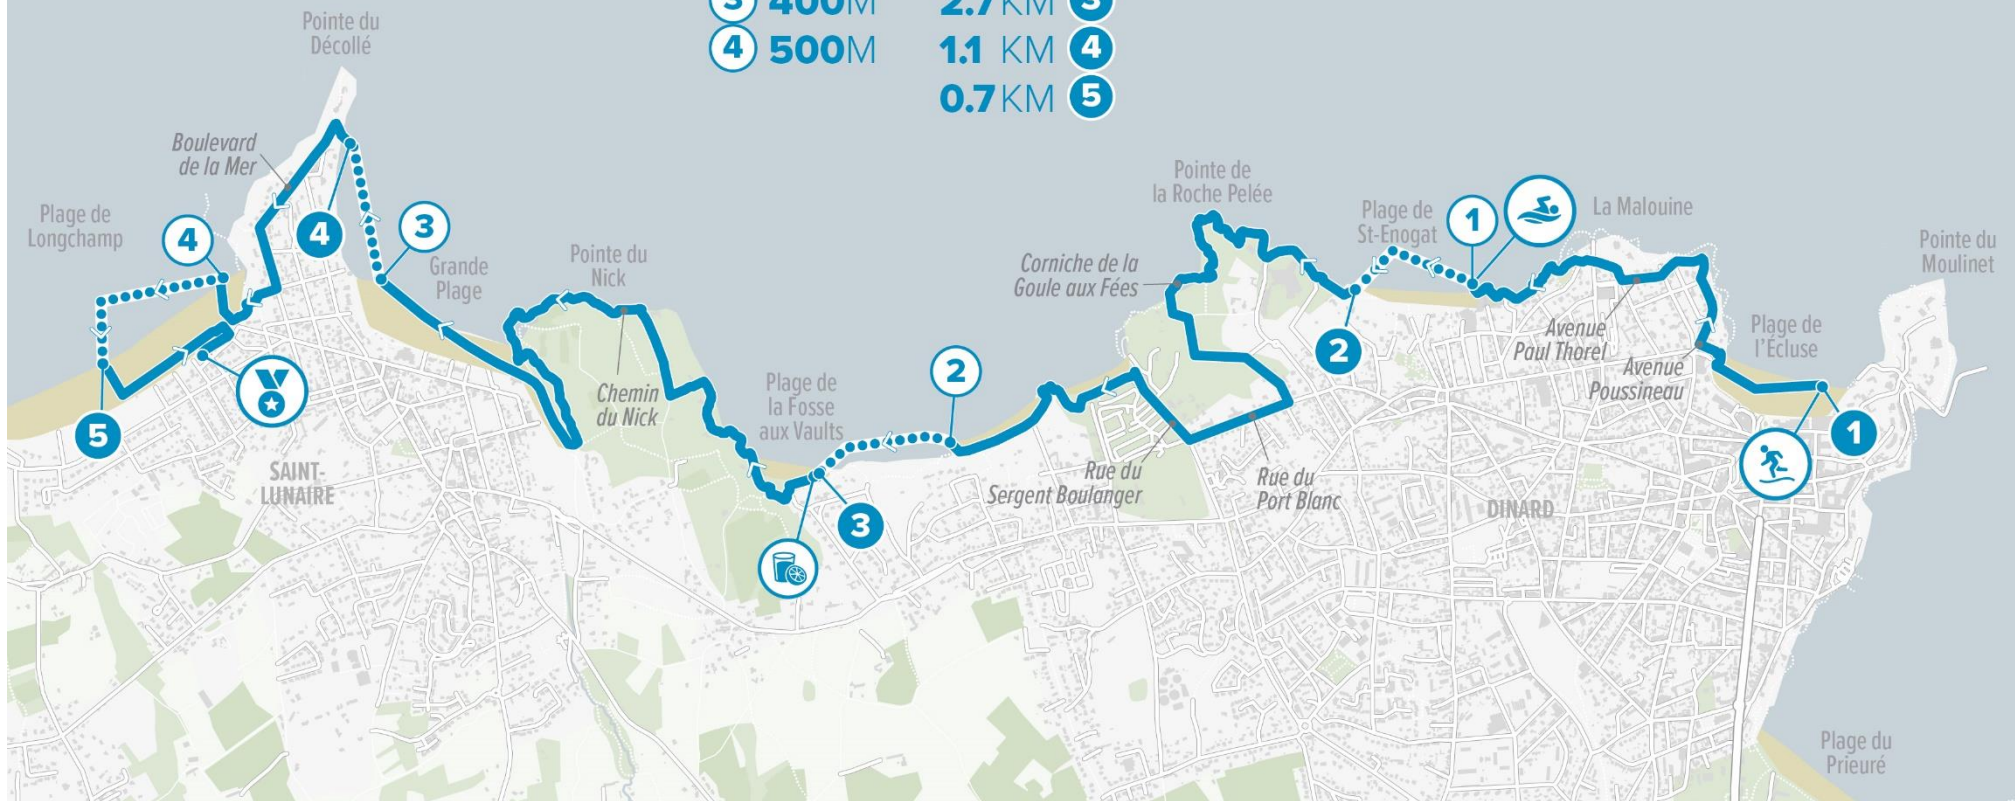 3 400M 2.7KM 3
4 500M 1.1 KM 4
0.7KM 5
Pointe du
Décollé
Boulevard
de la Mer
Plage de
Longchamp
4
4
3
Grande
Plage
Pointe du
Nick
Chemin
du Nick
5
SAINT-
LUNAIRE
Plage de
la Fosse
aux Vaults
2
3
Pointe de
la Roche Pelée
Corniche de la
Goule aux Fées
Rue du
Sergent Boulanger
Rue du
Port Blanc
Plage de
St-Enogat
1
2
La Malouine
Avenue
Paul Thorel
Avenue
Poussineau
Plage de
l'Écluse
Pointe du
Moulinet
1
DINARD
Plage du
Prieuré